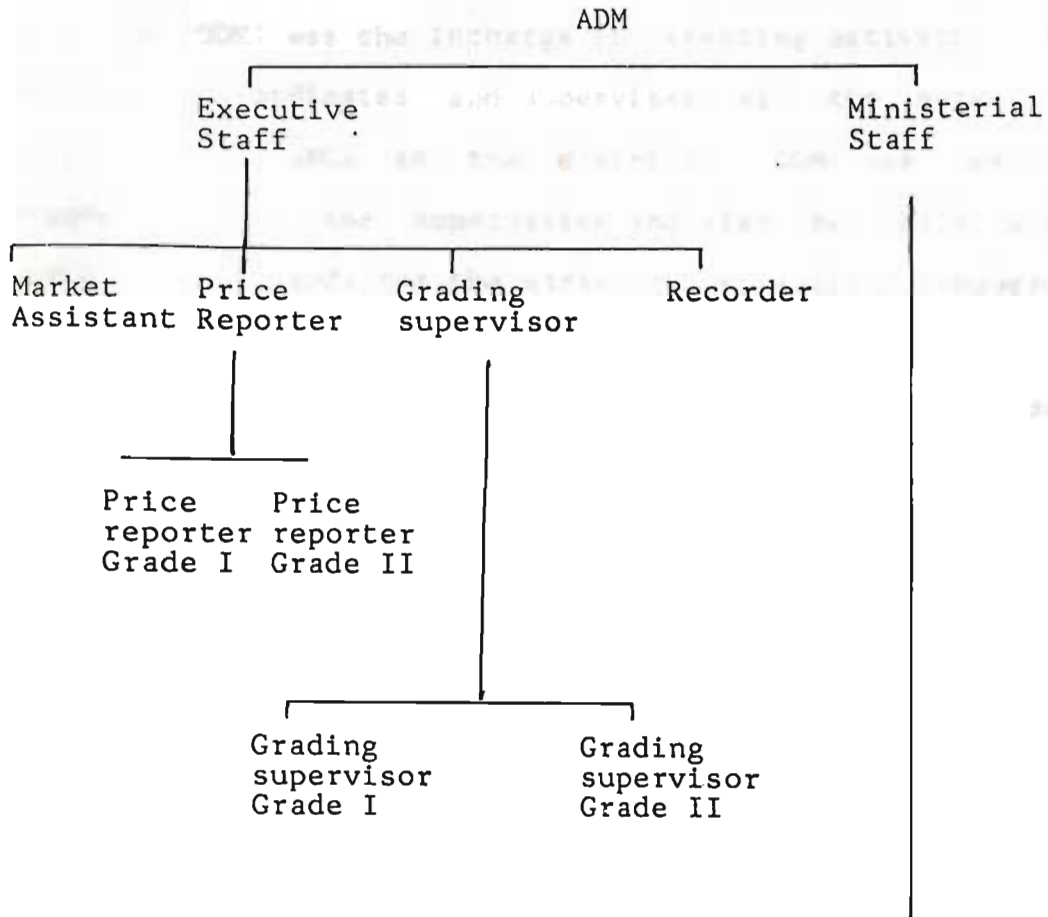 ADM
Executive
Staff
Ministerial
Staff
Market
Assistant
Price
Reporter
Grading
supervisor
Recorder
Price
reporter
Grade I
Price
reporter
Grade II
Grading
supervisor
Grade I
Grading
supervisor
Grade II